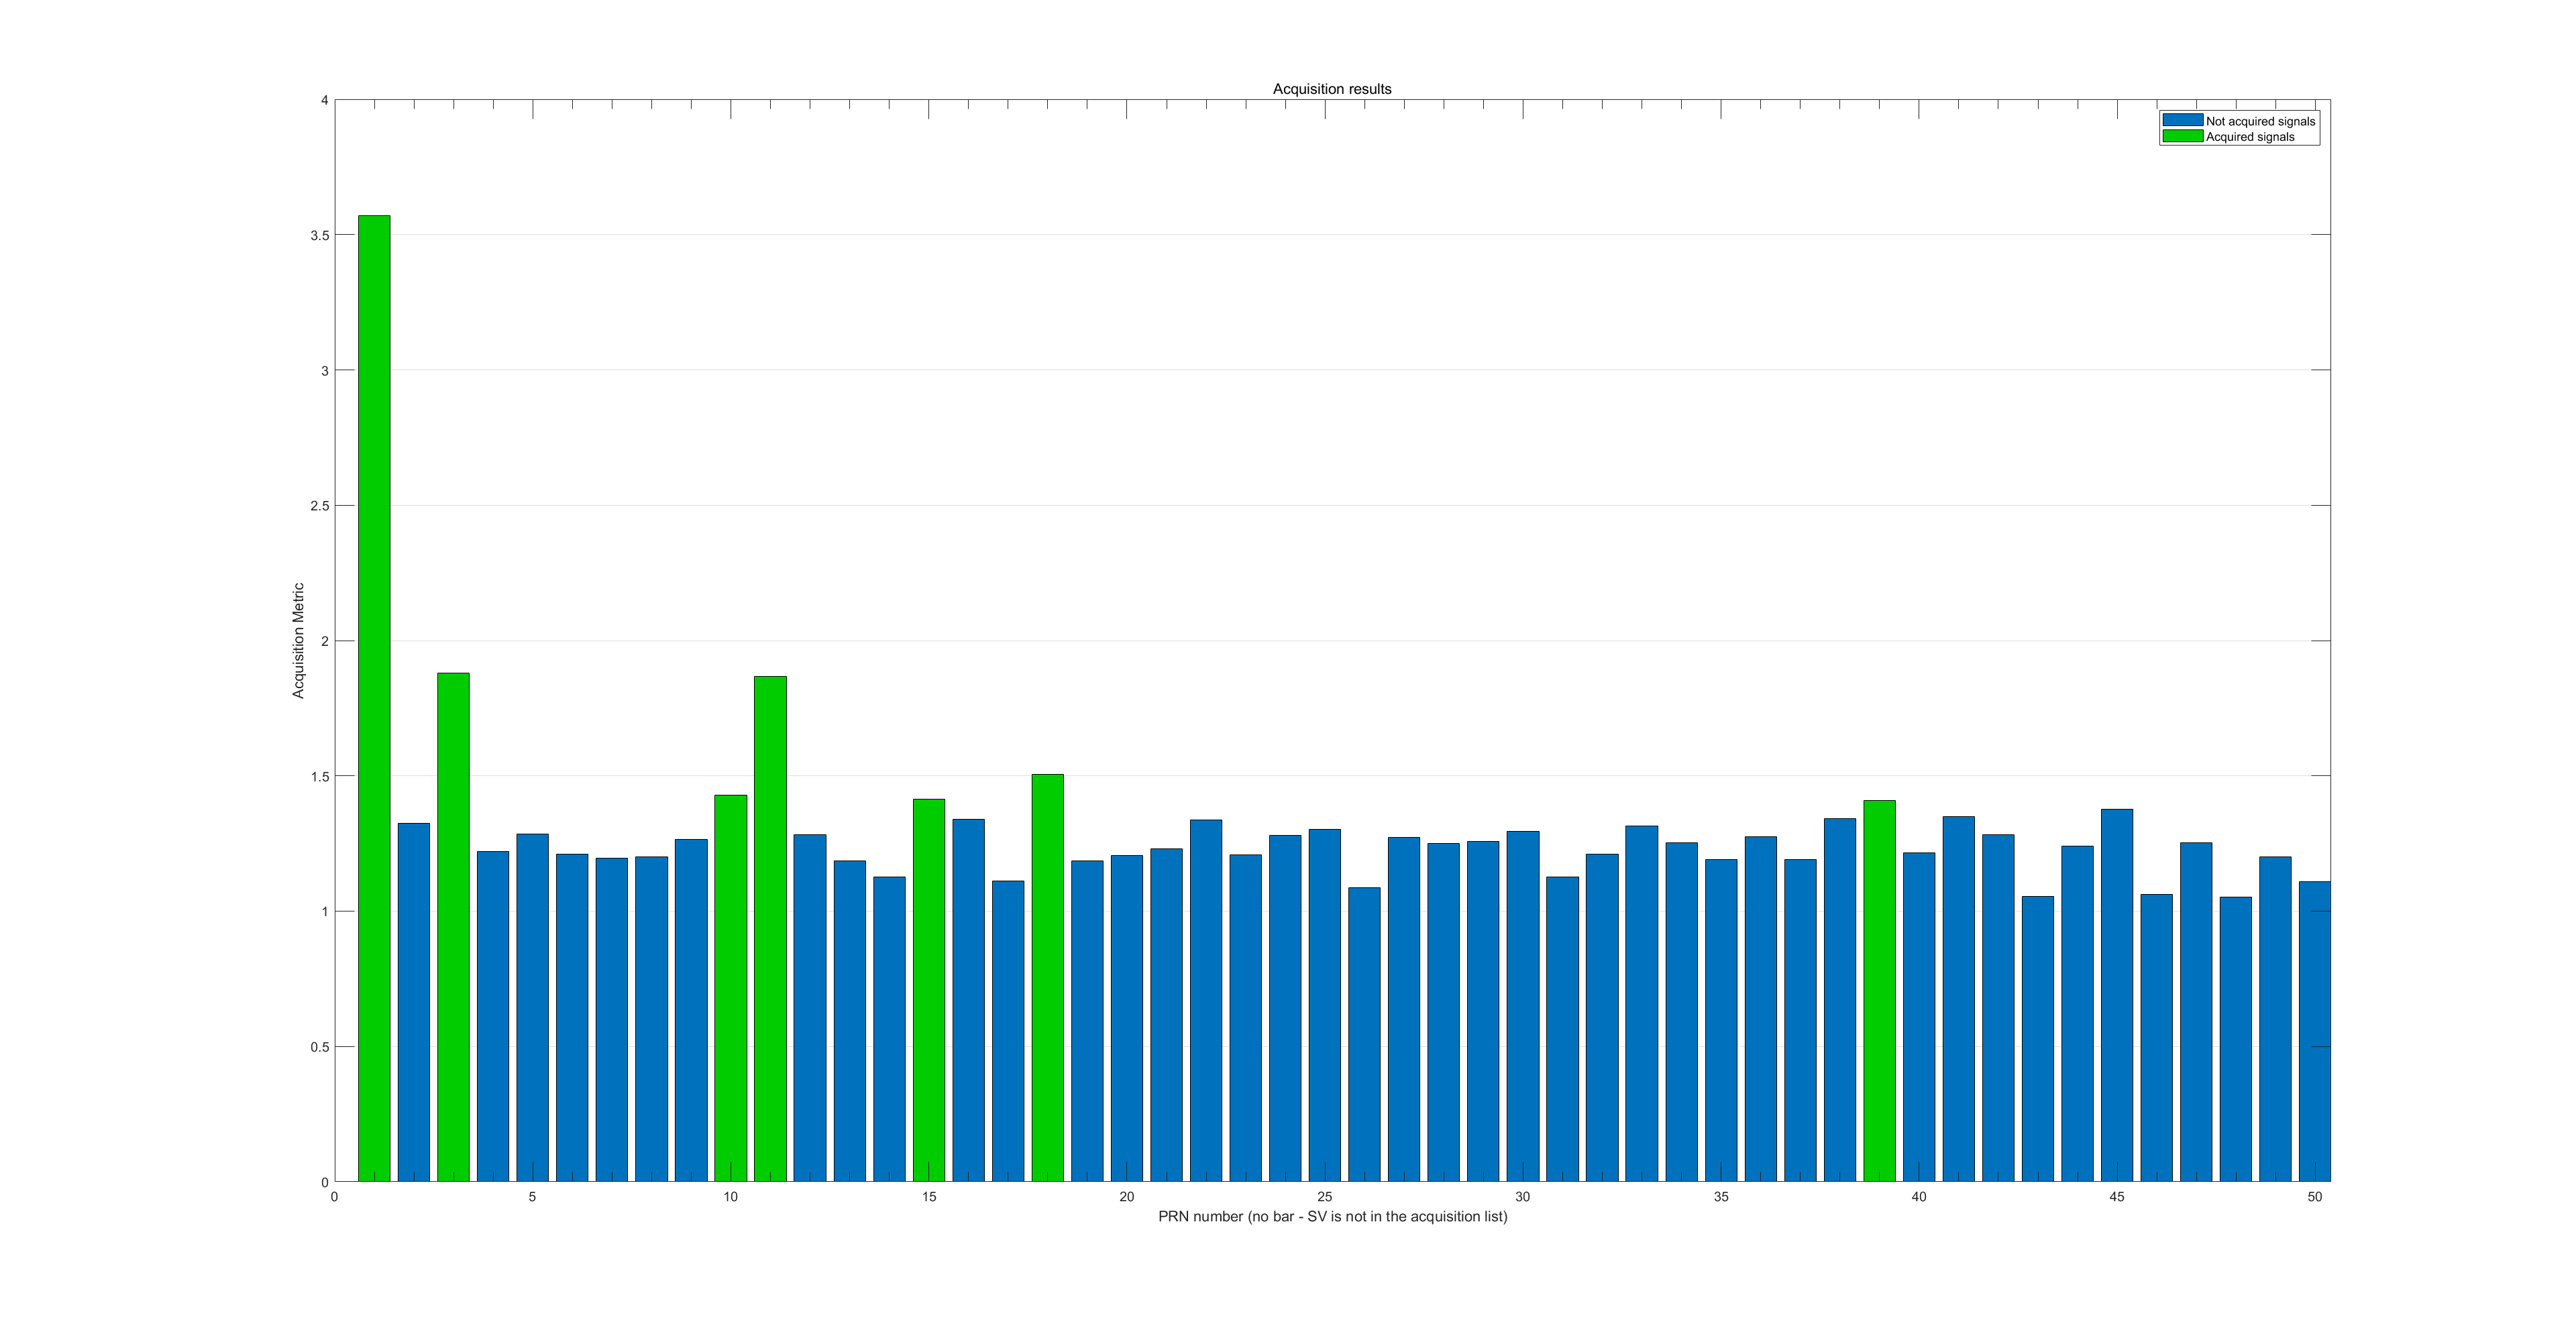 Acquisition results
Not acquired signals
Acquired signals
4
3.5
3
2.5
2
1.5
1
0.5
0
Acquisition Metric
0 5 10 15 20 25 30 35 40 45 50
PRN number (no bar - SV is not in the acquisition list)